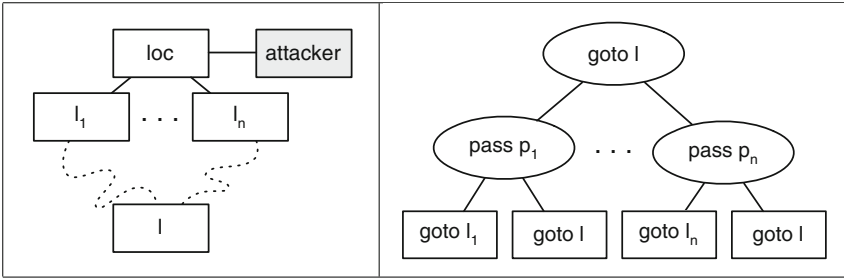 loc
attacker
l₁ . . . lₙ
l
goto l
pass p₁ . . . pass pₙ
goto l₁ goto l goto lₙ goto l